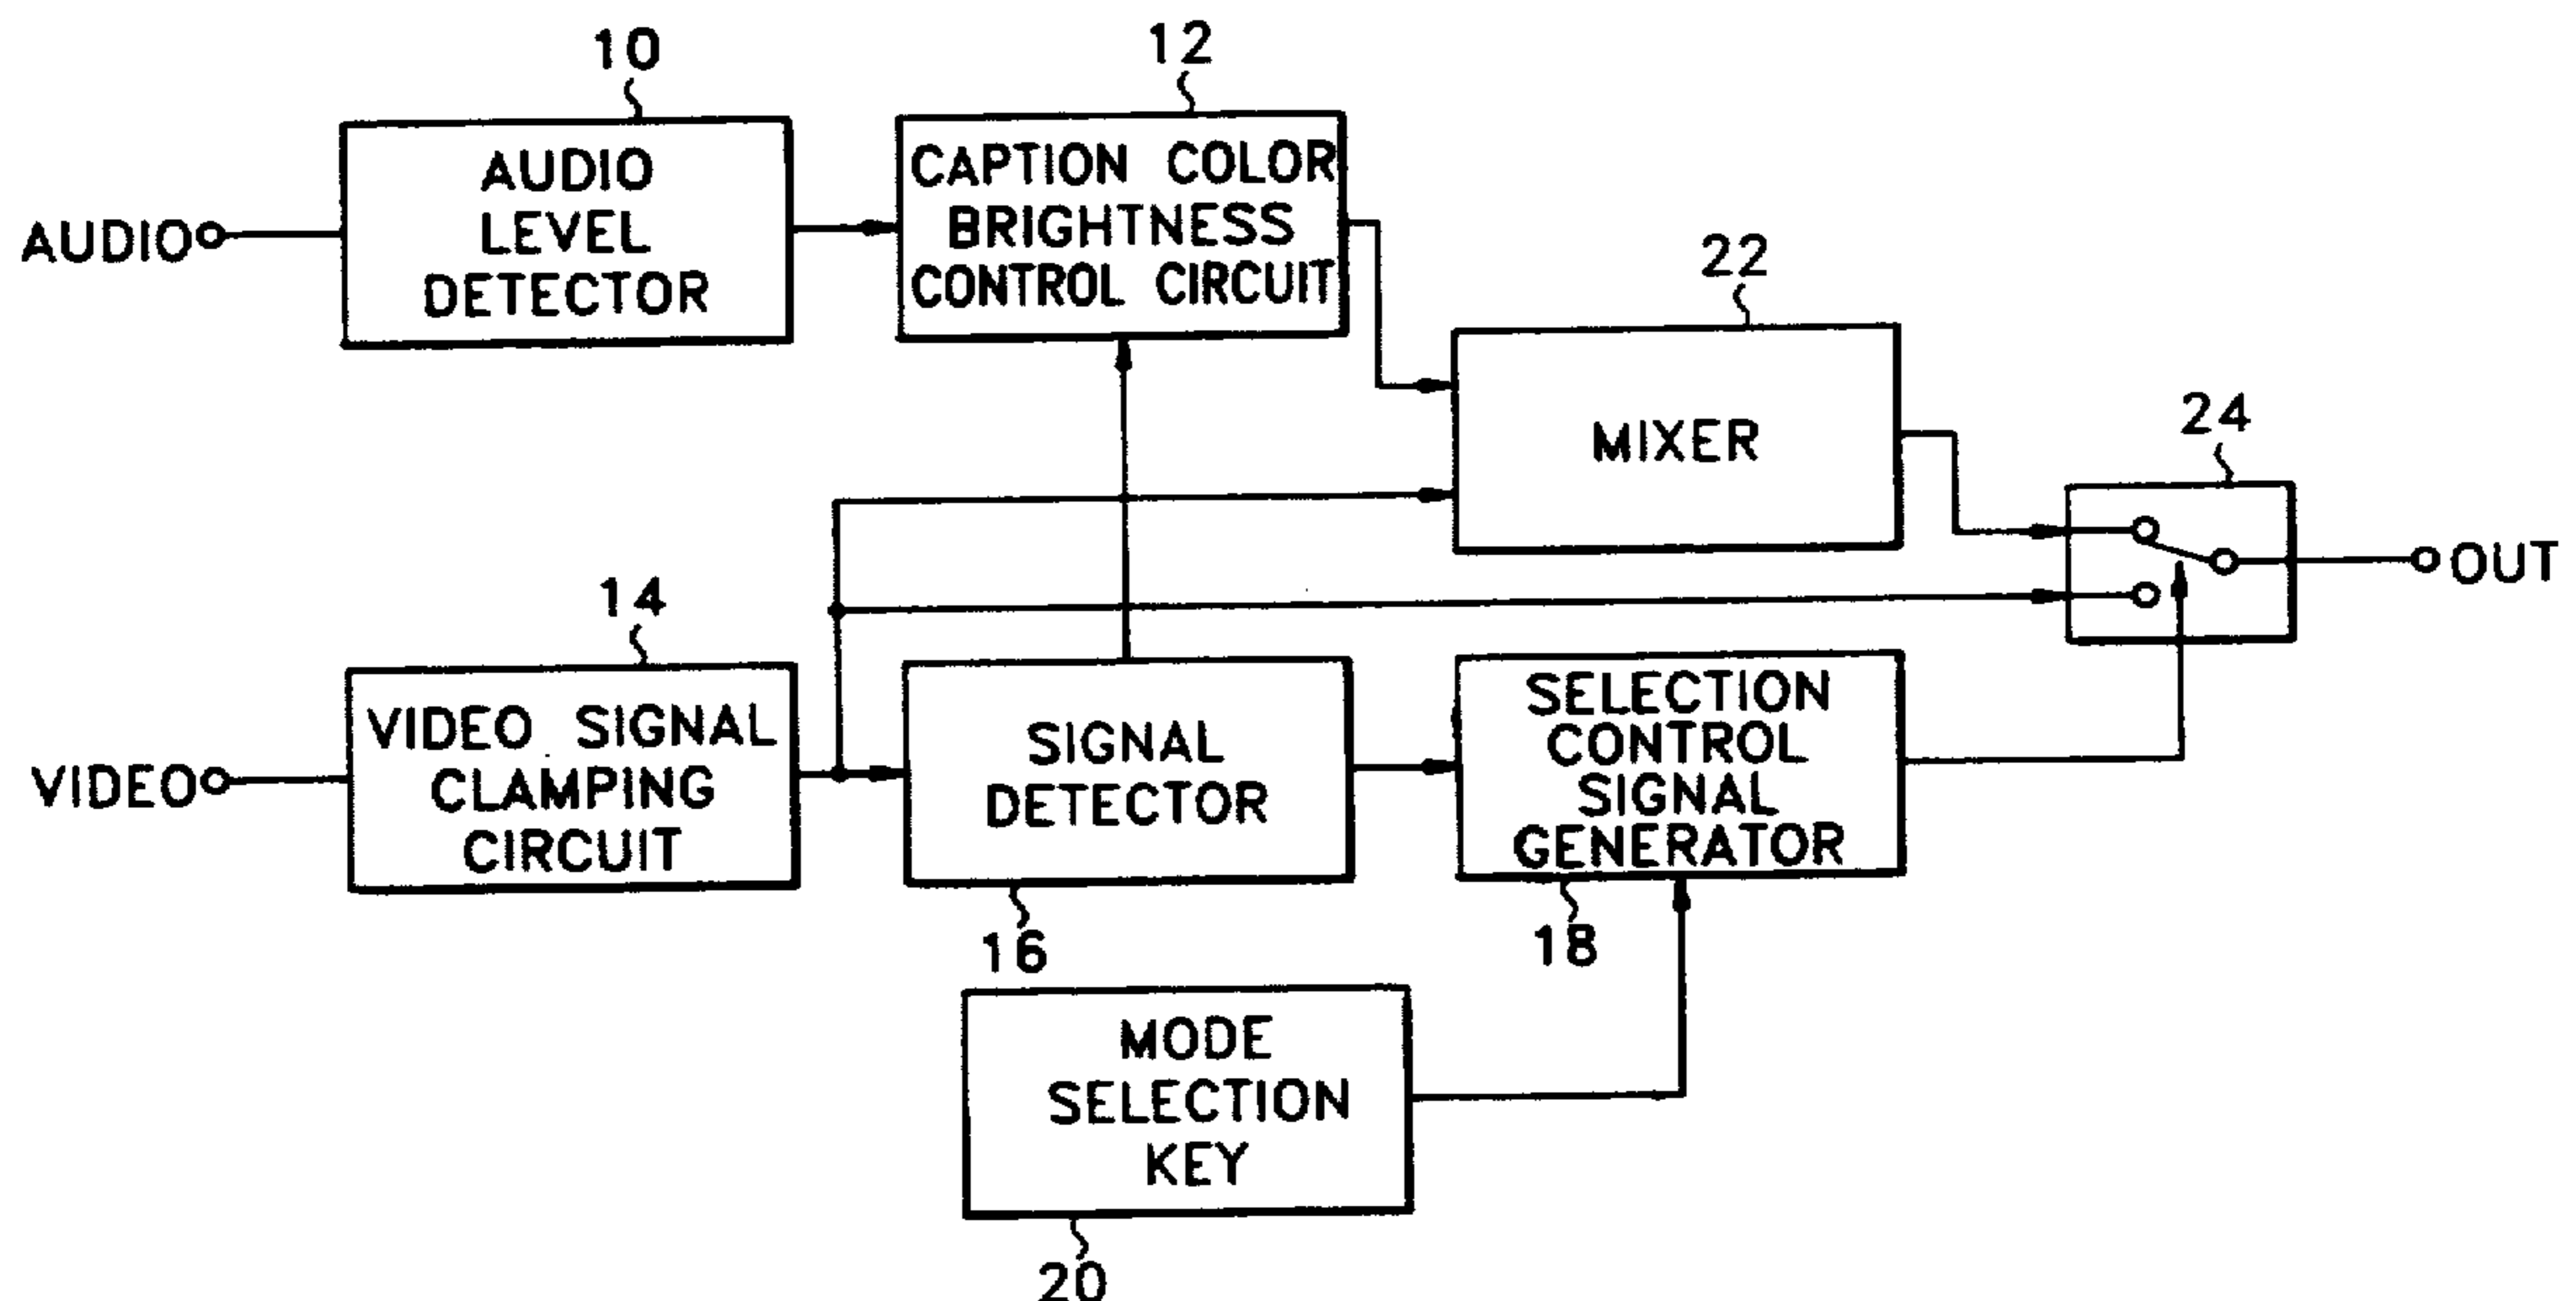 10
12
AUDIO
AUDIO
LEVEL
DETECTOR
CAPTION COLOR
BRIGHTNESS
CONTROL CIRCUIT
22
MIXER
24
OUT
14
VIDEO
VIDEO SIGNAL
CLAMPING
CIRCUIT
SIGNAL
DETECTOR
16
SELECTION
CONTROL
SIGNAL
GENERATOR
18
MODE
SELECTION
KEY
20